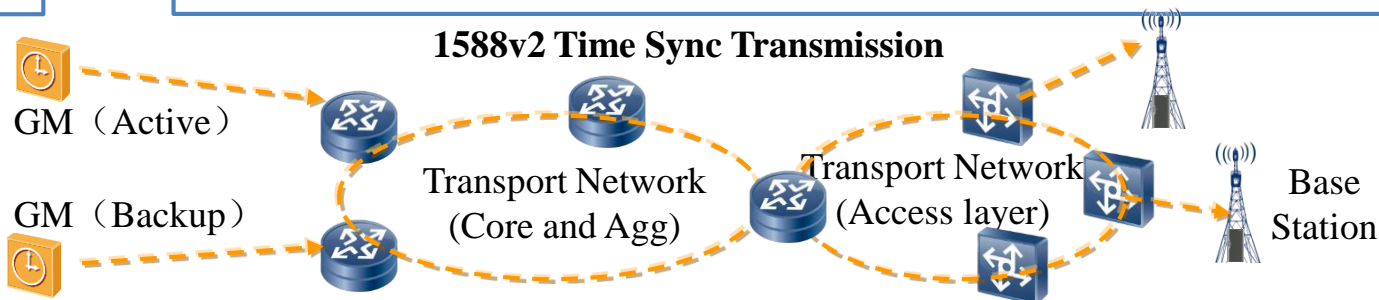 1588v2 Time Sync Transmission
GM（Active）
Transport Network
(Core and Agg)
Transport Network
(Access layer)
GM（Backup）
Base
Station